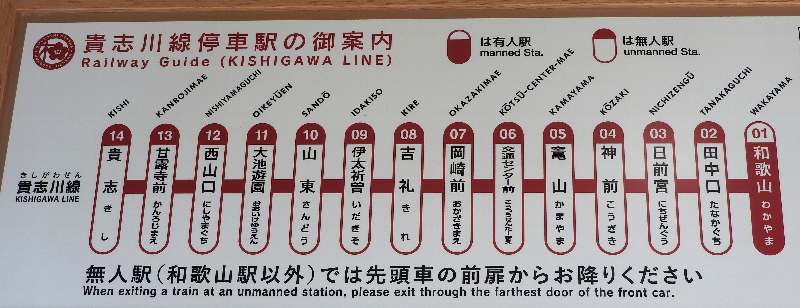 貴志川線停車駅の御案内
Railway Guide (KISHIGAWA LINE)
は有人駅
manned Sta.
は無人駅
unmanned Sta.
KISHI
KANROJIMAE
NISHIYAMAGUCHI
OIKEYŪEN
SANDŌ
IDAKISO
KIRE
OKAZAKIMAE
KŌTSŪ-CENTER-MAE
KAMAYAMA
KŌZAKI
NICHIZENGŪ
TANAKAGUCHI
WAKAYAMA
きしがわせん
貴志川線
KISHIGAWA LINE
14
貴志
きし
13
甘露寺前
かんろじまえ
12
西山口
にしやまぐち
11
大池遊園
おおいけゆうえん
10
山東
さんどう
09
伊太祈曽
いだきそ
08
吉礼
きれ
07
岡崎前
おかざきまえ
06
交通センター前
05
竈山
かまやま
04
神前
こうざき
03
日前宮
にちぜんぐう
02
田中口
たなかぐち
01
和歌山
わかやま
無人駅(和歌山駅以外)では先頭車の前扉からお降りください
When exiting a train at an unmanned station, please exit through the farthest door of the front car.